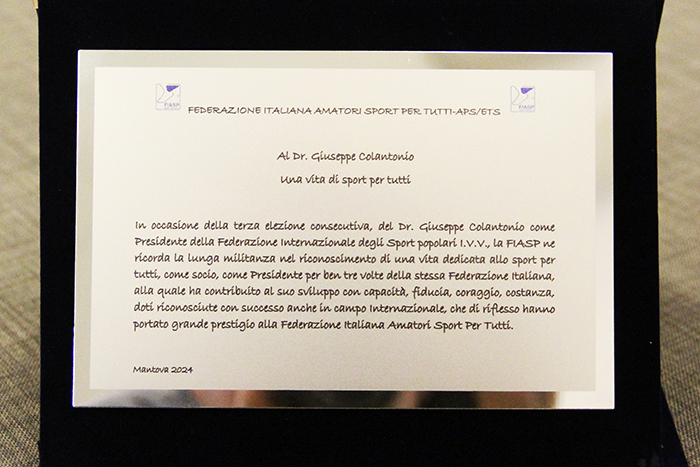 FIASP
FIASP
FEDERAZIONE ITALIANA AMATORI SPORT PER TUTTI-APS/ETS
Al Dr. Giuseppe Colantonio
Una vita di sport per tutti
In occasione della terza elezione consecutiva, del Dr. Giuseppe Colantonio come
Presidente della Federazione Internazionale degli Sport popolari I.V.V., la FIASP ne
ricorda la lunga militanza nel riconoscimento di una vita dedicata allo sport per
tutti, come socio, come Presidente per ben tre volte della stessa Federazione Italiana,
alla quale ha contribuito al suo sviluppo con capacità, fiducia, coraggio, costanza,
doti riconosciute con successo anche in campo Internazionale, che di riflesso hanno
portato grande prestigio alla Federazione Italiana Amatori Sport Per Tutti.
Mantova 2024